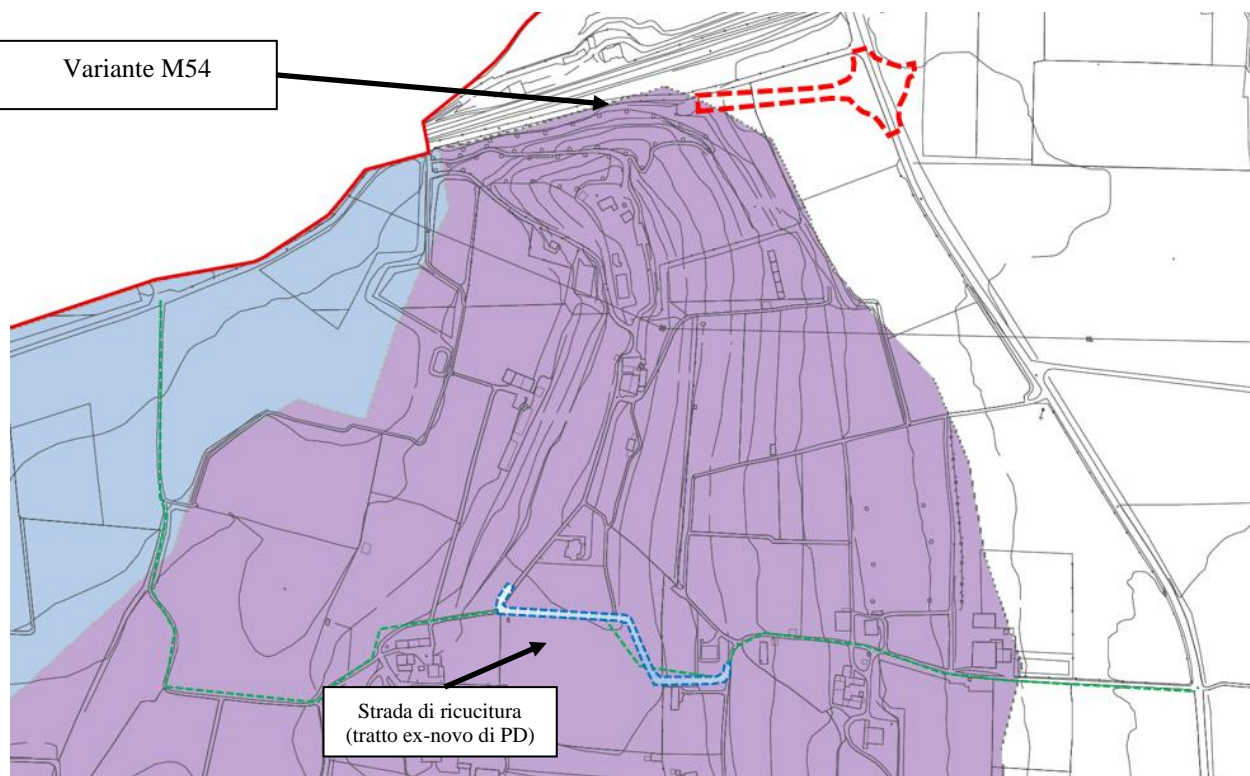 Variante M54
Strada di ricucitura
(tratto ex-novo di PD)